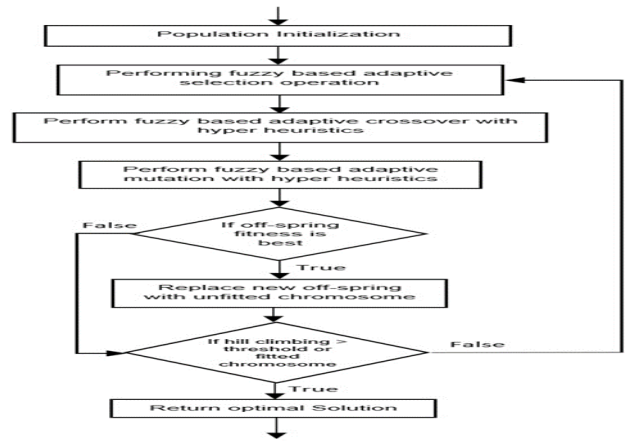 Population Initialization
Performing fuzzy based adaptive
selection operation
Perform fuzzy based adaptive crossover with
hyper heuristics
Perform fuzzy based adaptive
mutation with hyper heuristics
False
If off-spring
fitness is
best
True
Replace new off-spring
with unfitted chromosome
If hill climbing >
threshold or
fitted
chromosome
False
True
Return optimal Solution